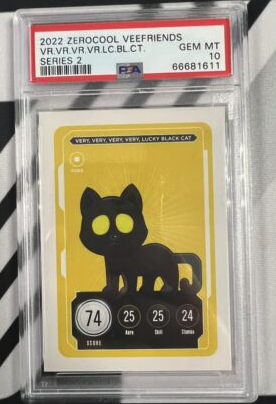 2022 ZEROCOOL VEEFRIENDS
VR.VR.VR.VR.LC.BL.CT. GEM MT
SERIES 2 10
PSA 66681611
VERY, VERY, VERY, VERY, LUCKY BLACK CAT
74 25 25 24
SCORE Aura Skill Stamina